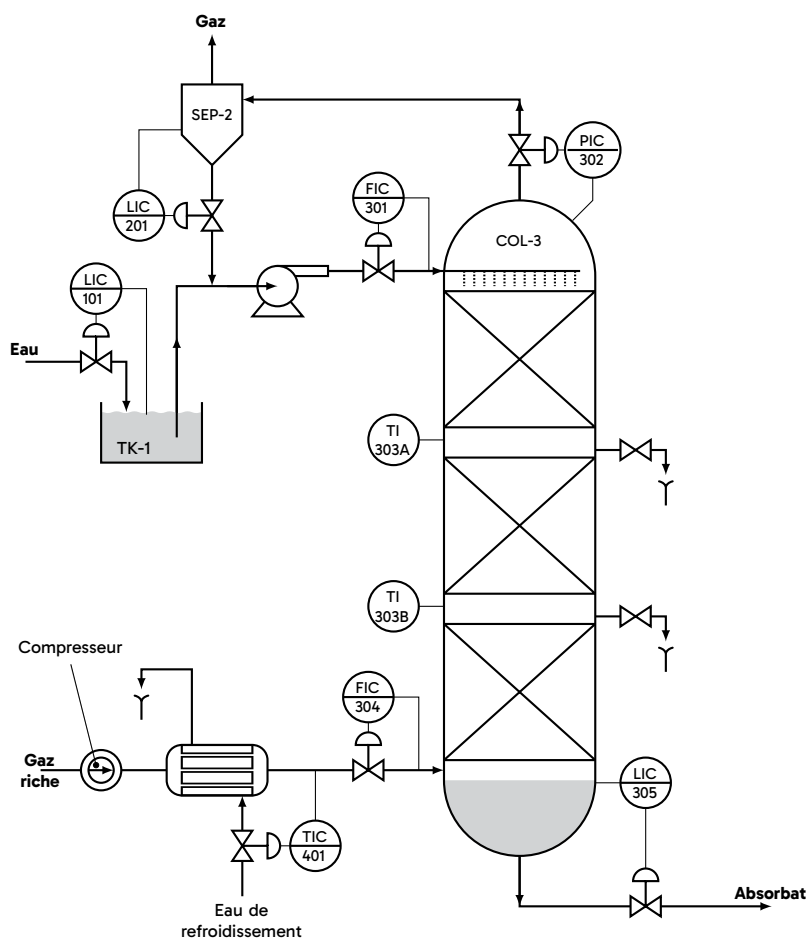 Gaz
SEP-2
PIC
302
LIC
201
FIC
301
COL-3
LIC
101
Eau
TK-1
TI
303A
TI
303B
Compresseur
FIC
304
Gaz
riche
LIC
305
TIC
401
Absorbat
Eau de
refroidissement